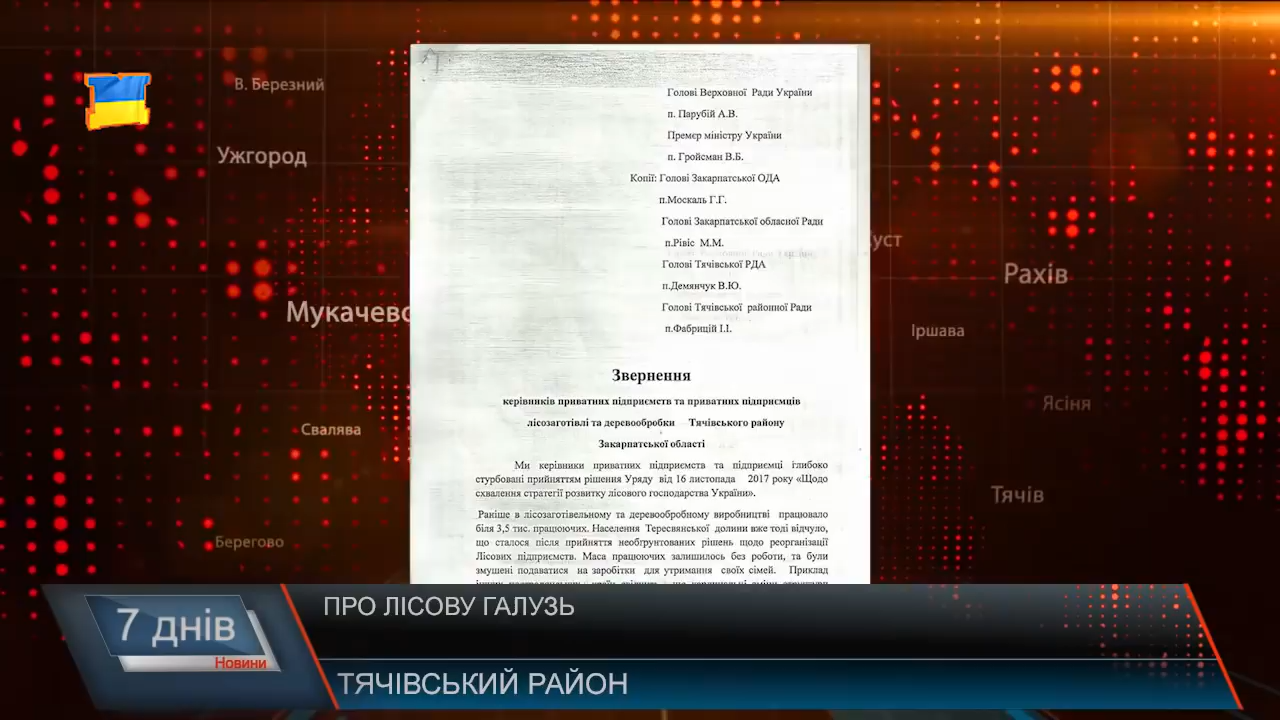 В. Березний
Ужгород
Мукачево
Свалява
Берегово
Рахів
Іршава
Ясіня
Тячів
Голові Верховної Ради України
п. Парубій А.В.
Премєр міністру України
п. Гройсман В.Б.
Копії: Голові Закарпатської ОДА
п.Москаль Г.Г.
Голові Закарпатської обласної Ради
п.Рівіс М.М.
Голові Тячівської РДА
п.Демянчук В.Ю.
Голові Тячівської районної Ради
п.Фабрицій І.І.
Звернення
керівників приватних підприємств та приватних підприємців
лісозаготівлі та деревообробки Тячівського району
Закарпатської області
Ми керівники приватних підприємств та підприємці глибоко
стурбовані прийняттям рішення Уряду від 16 листопада 2017 року «Щодо
схвалення стратегії розвитку лісового господарства України».
Раніше в лісозаготівельному та деревообробному виробництві працювало
біля 3,5 тис. працюючих. Населення Тересвянської долини вже тоді відчуло,
що сталося після прийняття необґрунтованих рішень щодо реорганізації
Лісових підприємств. Маса працюючих залишилось без роботи, та були
змушені подаватися на заробітки для утримання своїх сімей. Приклад
7 днів
Новини
ПРО ЛІСОВУ ГАЛУЗЬ
ТЯЧІВСЬКИЙ РАЙОН